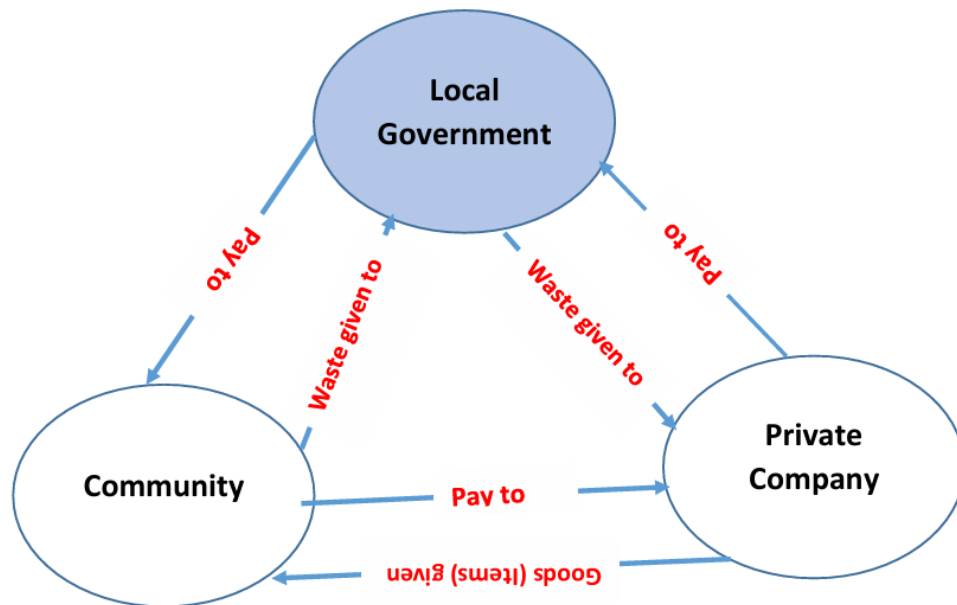 Local
Government
Pay to
Waste given to
Waste given to
Pay to
Community
Private
Company
Pay to
Goods (Items) given